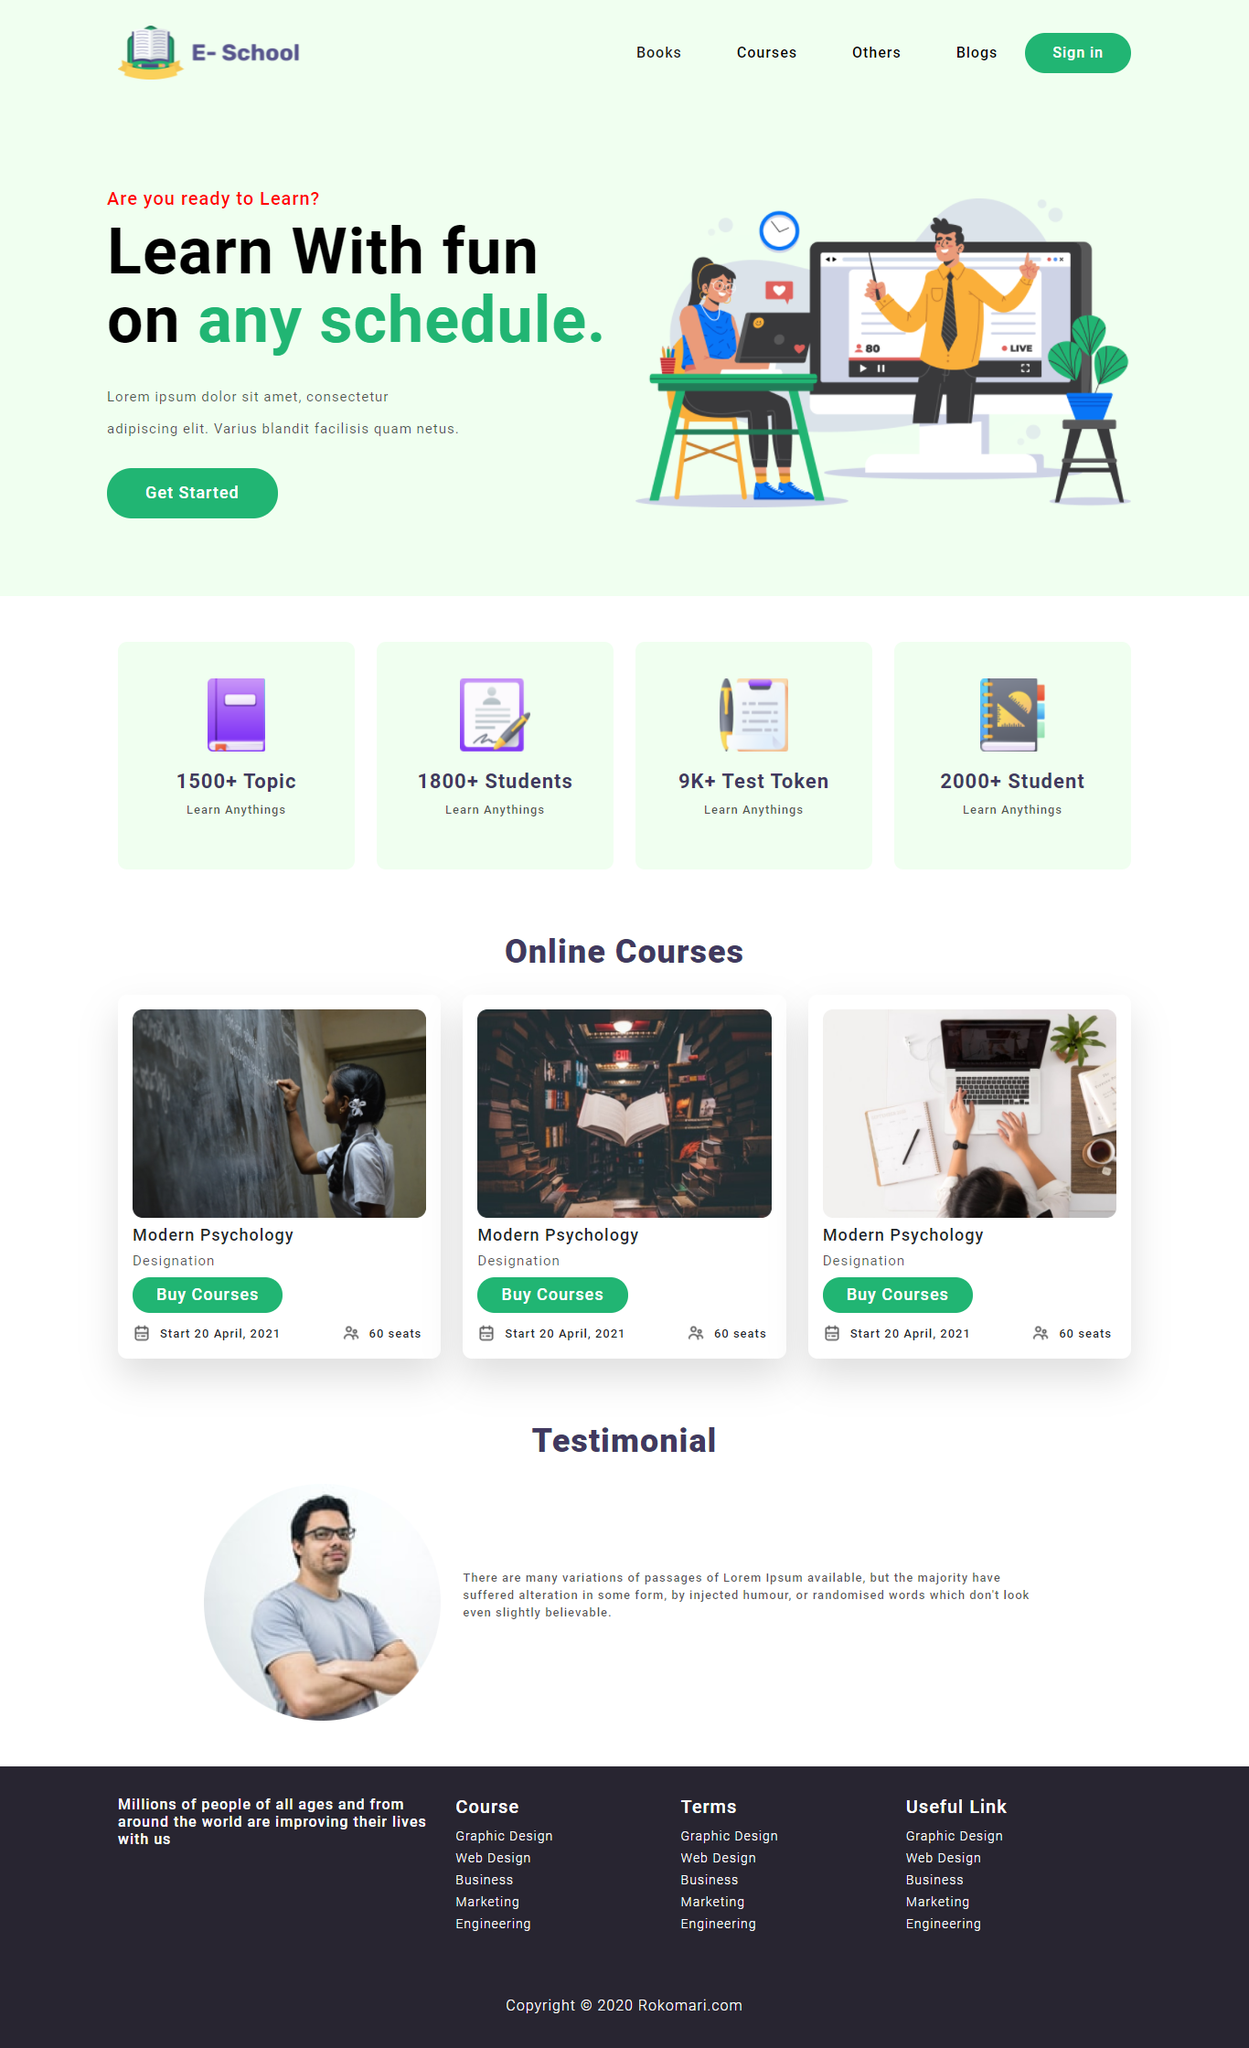 E- School
Books
Courses
Others
Blogs
Sign in
Are you ready to Learn?
Learn With fun
on any schedule.
80
LIVE
Lorem ipsum dolor sit amet, consectetur
adipiscing elit. Varius blandit facilisis quam netus.
Get Started
1500+ Topic
Learn Anythings
1800+ Students
Learn Anythings
9K+ Test Token
Learn Anythings
2000+ Student
Learn Anythings
Online Courses
EXIT
Modern Psychology
Designation
Buy Courses
Start 20 April, 2021
60 seats
Modern Psychology
Designation
Buy Courses
Start 20 April, 2021
60 seats
Modern Psychology
Designation
Buy Courses
Start 20 April, 2021
60 seats
Testimonial
There are many variations of passages of Lorem Ipsum available, but the majority have
suffered alteration in some form, by injected humour, or randomised words which don't look
even slightly believable.
Millions of people of all ages and from
around the world are improving their lives
with us
Course
Graphic Design
Web Design
Business
Marketing
Engineering
Terms
Graphic Design
Web Design
Business
Marketing
Engineering
Useful Link
Graphic Design
Web Design
Business
Marketing
Engineering
Copyright © 2020 Rokomari.com